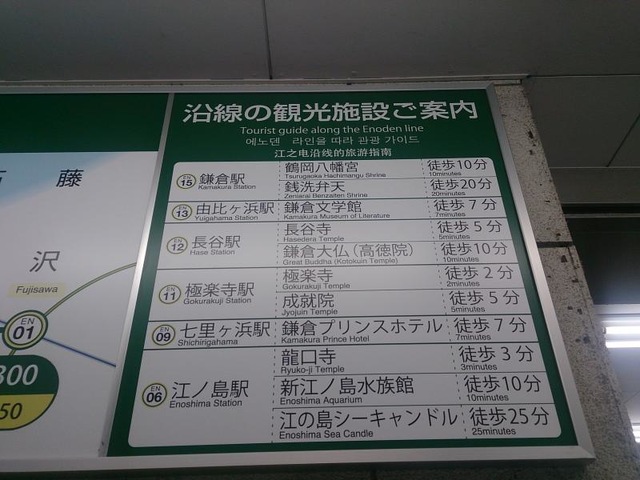 沿線の観光施設ご案内
Tourist guide along the Enoden line
에노덴 라인을 따라 관광 가이드
江之电沿线的旅游指南
EN 15 鎌倉駅 鶴岡八幡宮 徒歩10分
Kamakura Station Tsurugaoka Hachimangu Shrine 10minutes
銭洗弁天 徒歩20分
Zeniarai Benzaiten Shrine 20minutes
EN 13 由比ヶ浜駅 鎌倉文学館 徒歩7分
Yuigahama Station Kamakura Museum of Literature 7minutes
EN 12 長谷駅 長谷寺 徒歩5分
Hase Station Hasedera Temple 5minutes
鎌倉大仏(高徳院) 徒歩10分
Great Buddha (Kotokuin Temple) 10minutes
EN 11 極楽寺駅 極楽寺 徒歩2分
Gokurakuji Station Gokurakuji Temple 2minutes
成就院 徒歩5分
Jyojuin Temple 5minutes
EN 09 七里ヶ浜駅 鎌倉プリンスホテル 徒歩7分
Shichirigahama Kamakura Prince Hotel 7minutes
EN 06 江ノ島駅 龍口寺 徒歩3分
Enoshima Station Ryuko-ji Temple 3minutes
新江ノ島水族館 徒歩10分
Enoshima Aquarium 10minutes
江の島シーキャンドル 徒歩25分
Enoshima Sea Candle 25minutes
藤
沢
Fujisawa
EN
01
300
50